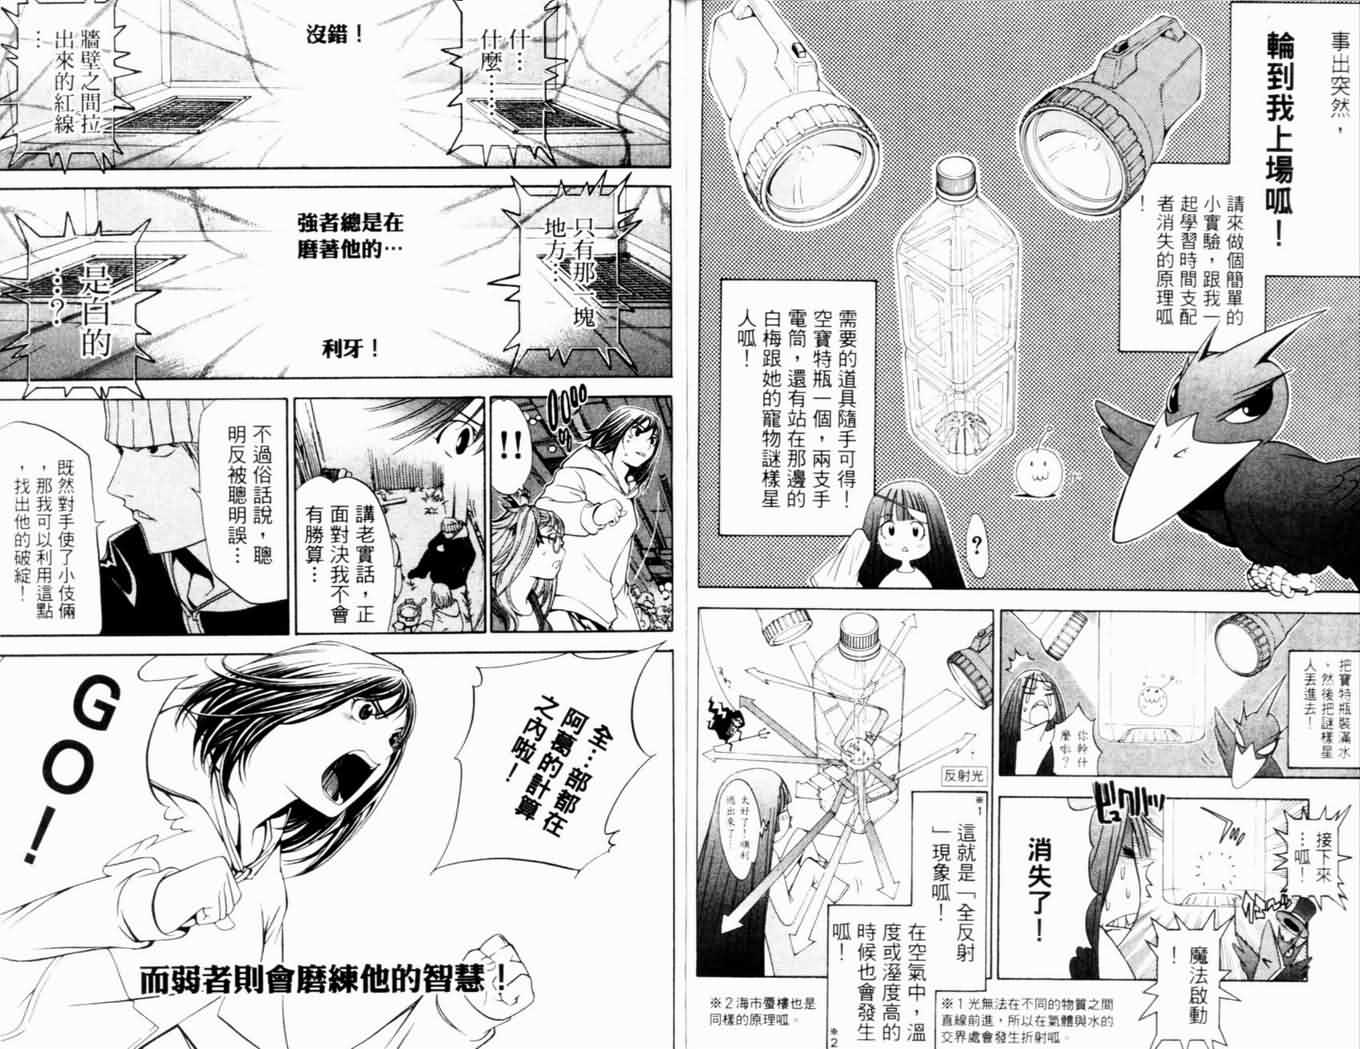 事出突然，
輪到我上場呱！
請來做個簡單的
小實驗，跟我一
起學習時間支配
者消失的原理呱
！
需要的道具隨手可得！
空寶特瓶一個，兩支手
電筒，還有站在那邊的
白梅跟她的寵物謎樣星
人呱！
？
把寶特瓶裝滿水
，然後把謎樣星
人丟進去！
你幹什
麼啦？
接下來
…呱！
魔法啟動
！
消失了！
反射光
※1
這就是「全反射
」現象呱！
在空氣中，溫
度或溼度高的
時候也會發生
呱！
※2
太好了！順利
逃出來了！
※1光無法在不同的物質之間
直線前進，所以在氣體與水的
交界處會發生折射呱。
※2海市蜃樓也是
同樣的原理呱。
什…
什麼……
沒錯！
牆壁之間拉
出來的紅線
…
只有那一塊
地方…
強者總是在
磨著他的…
利牙！
是白的
…？
!!
講老實話，正
面對決我不會
有勝算…
不過俗話說，聰
明反被聰明誤…
既然對手使了小伎倆
，那我可以利用這點
，找出他的破綻！
全…部都在
阿葛的計算
之內啦！
GO！
而弱者則會磨練他的智慧！